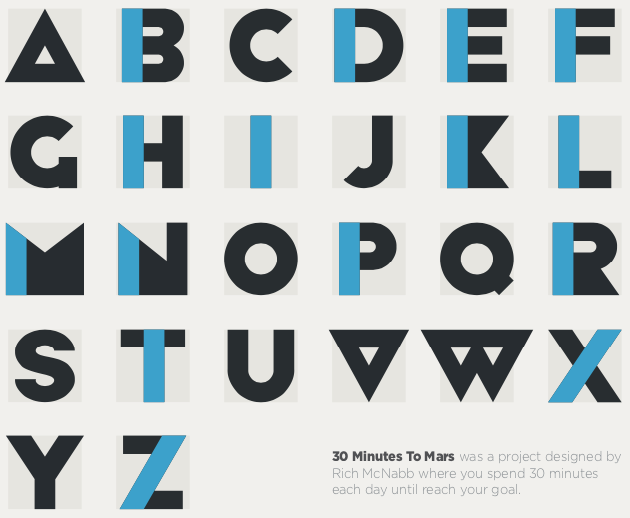 A B C D E F
G H I J K L
M N O P Q R
S T U V W X
Y Z
30 Minutes To Mars was a project designed by
Rich McNabb where you spend 30 minutes
each day until reach your goal.